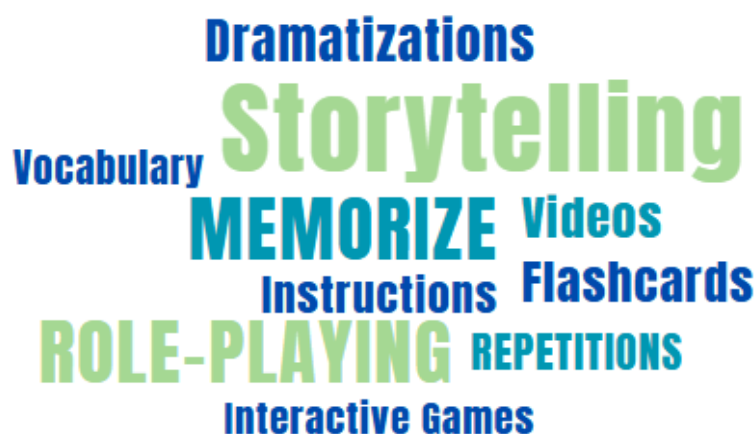 Dramatizations
Storytelling
Vocabulary
MEMORIZE
Videos
Instructions
Flashcards
ROLE-PLAYING
REPETITIONS
Interactive Games